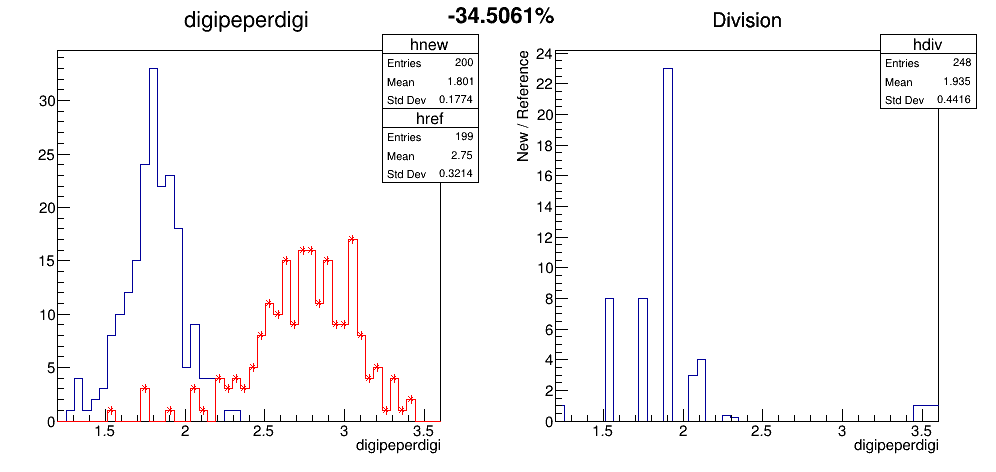 digipeperdigi
-34.5061%
Division
hnew
Entries 200
Mean 1.801
Std Dev 0.1774
href
Entries 199
Mean 2.75
Std Dev 0.3214
30
25
20
15
10
5
0
1.5 2 2.5 3 3.5
digipeperdigi
hdiv
Entries 248
Mean 1.935
Std Dev 0.4416
New / Reference
24
22
20
18
16
14
12
10
8
6
4
2
0
1.5 2 2.5 3 3.5
digipeperdigi